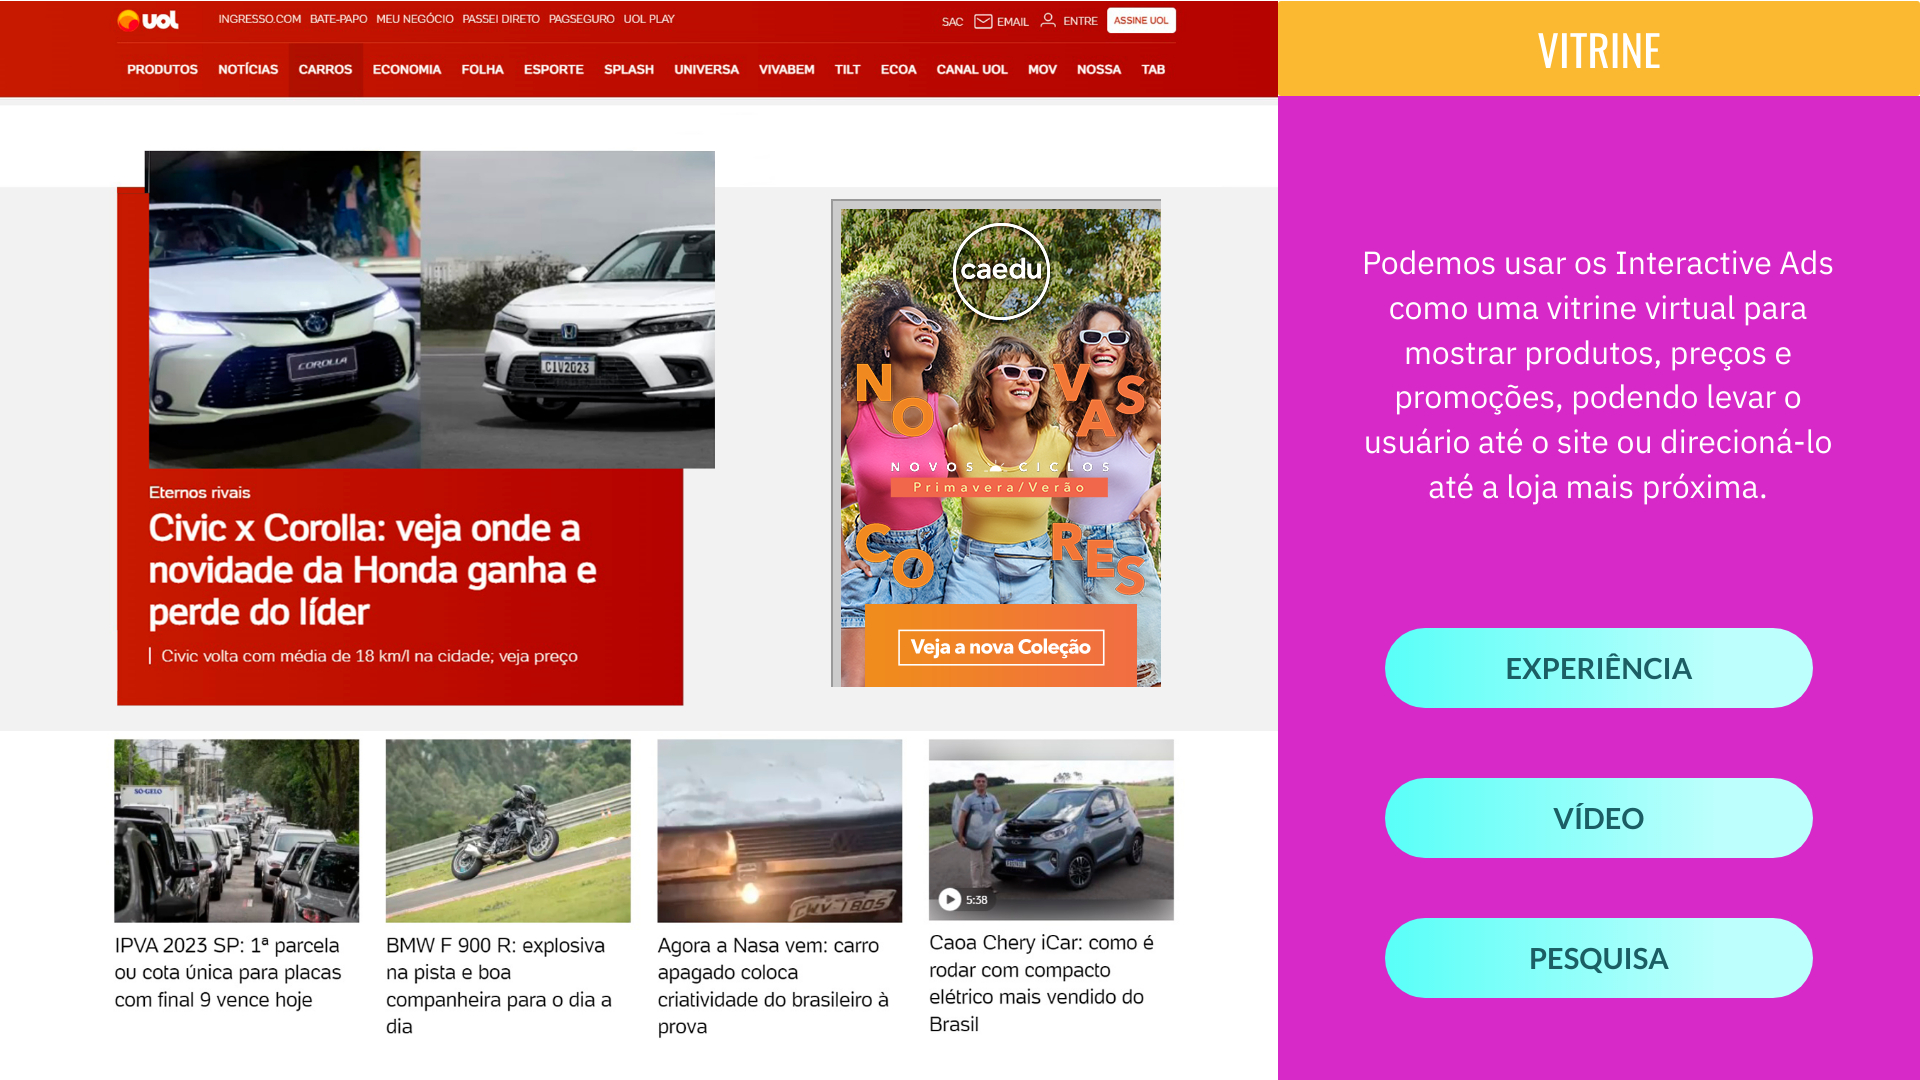 uol
INGRESSO.COM BATE-PAPO MEU NEGÓCIO PASSEI DIRETO PAGSEGURO UOL PLAY
SAC EMAIL ENTRE ASSINE UOL
PRODUTOS NOTÍCIAS CARROS ECONOMIA FOLHA ESPORTE SPLASH UNIVERSA VIVABEM TILT ECOA CANAL UOL MOV NOSSA TAB
COROLLA
CIV2023
Eternos rivais
Civic x Corolla: veja onde a
novidade da Honda ganha e
perde do líder
Civic volta com média de 18 km/l na cidade; veja preço
caedu
NOVAS
NOVOS CICLOS
Primavera/Verão
CORES
Veja a nova Coleção
SÓ-GELO
IPVA 2023 SP: 1ª parcela
ou cota única para placas
com final 9 vence hoje
BMW F 900 R: explosiva
na pista e boa
companheira para o dia a
dia
Agora a Nasa vem: carro
apagado coloca
criatividade do brasileiro à
prova
5:38
Caoa Chery iCar: como é
rodar com compacto
elétrico mais vendido do
Brasil
VITRINE
Podemos usar os Interactive Ads
como uma vitrine virtual para
mostrar produtos, preços e
promoções, podendo levar o
usuário até o site ou direcioná-lo
até a loja mais próxima.
EXPERIÊNCIA
VÍDEO
PESQUISA